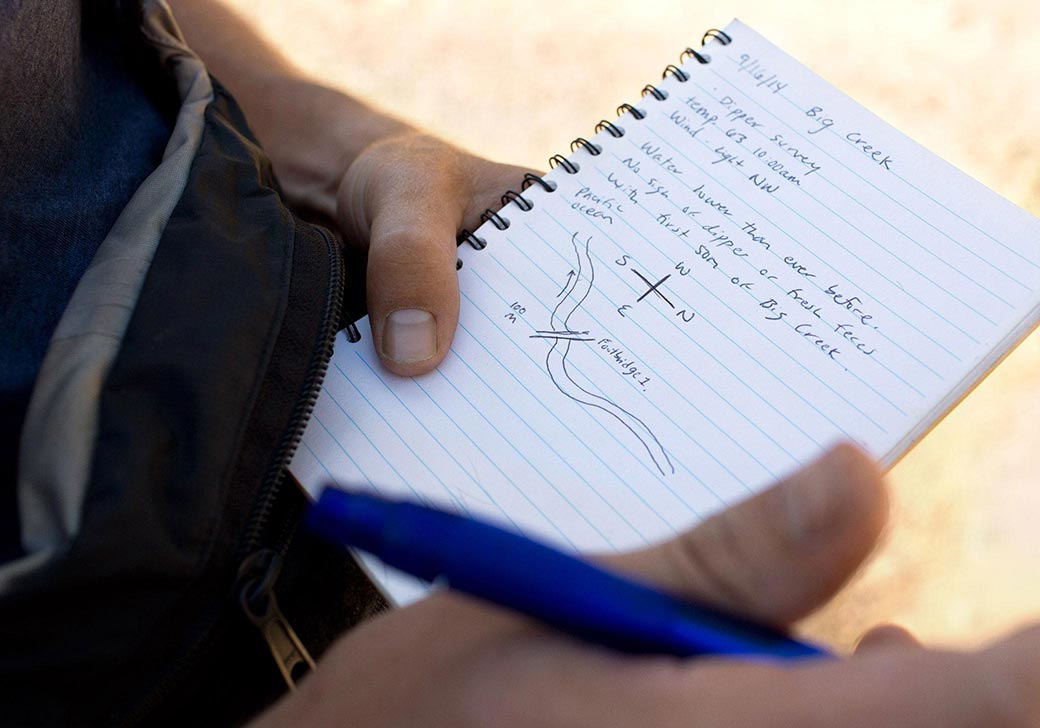 9/16/14 Big Creek
· Dipper survey
temp. 63 10:00am
Wind - light NW
Water lower than ever before.
No sign of dipper or fresh feces
with first 50m of Big Creek.
Pacific
ocean
S W
E N
100
M
Footbridge 1.